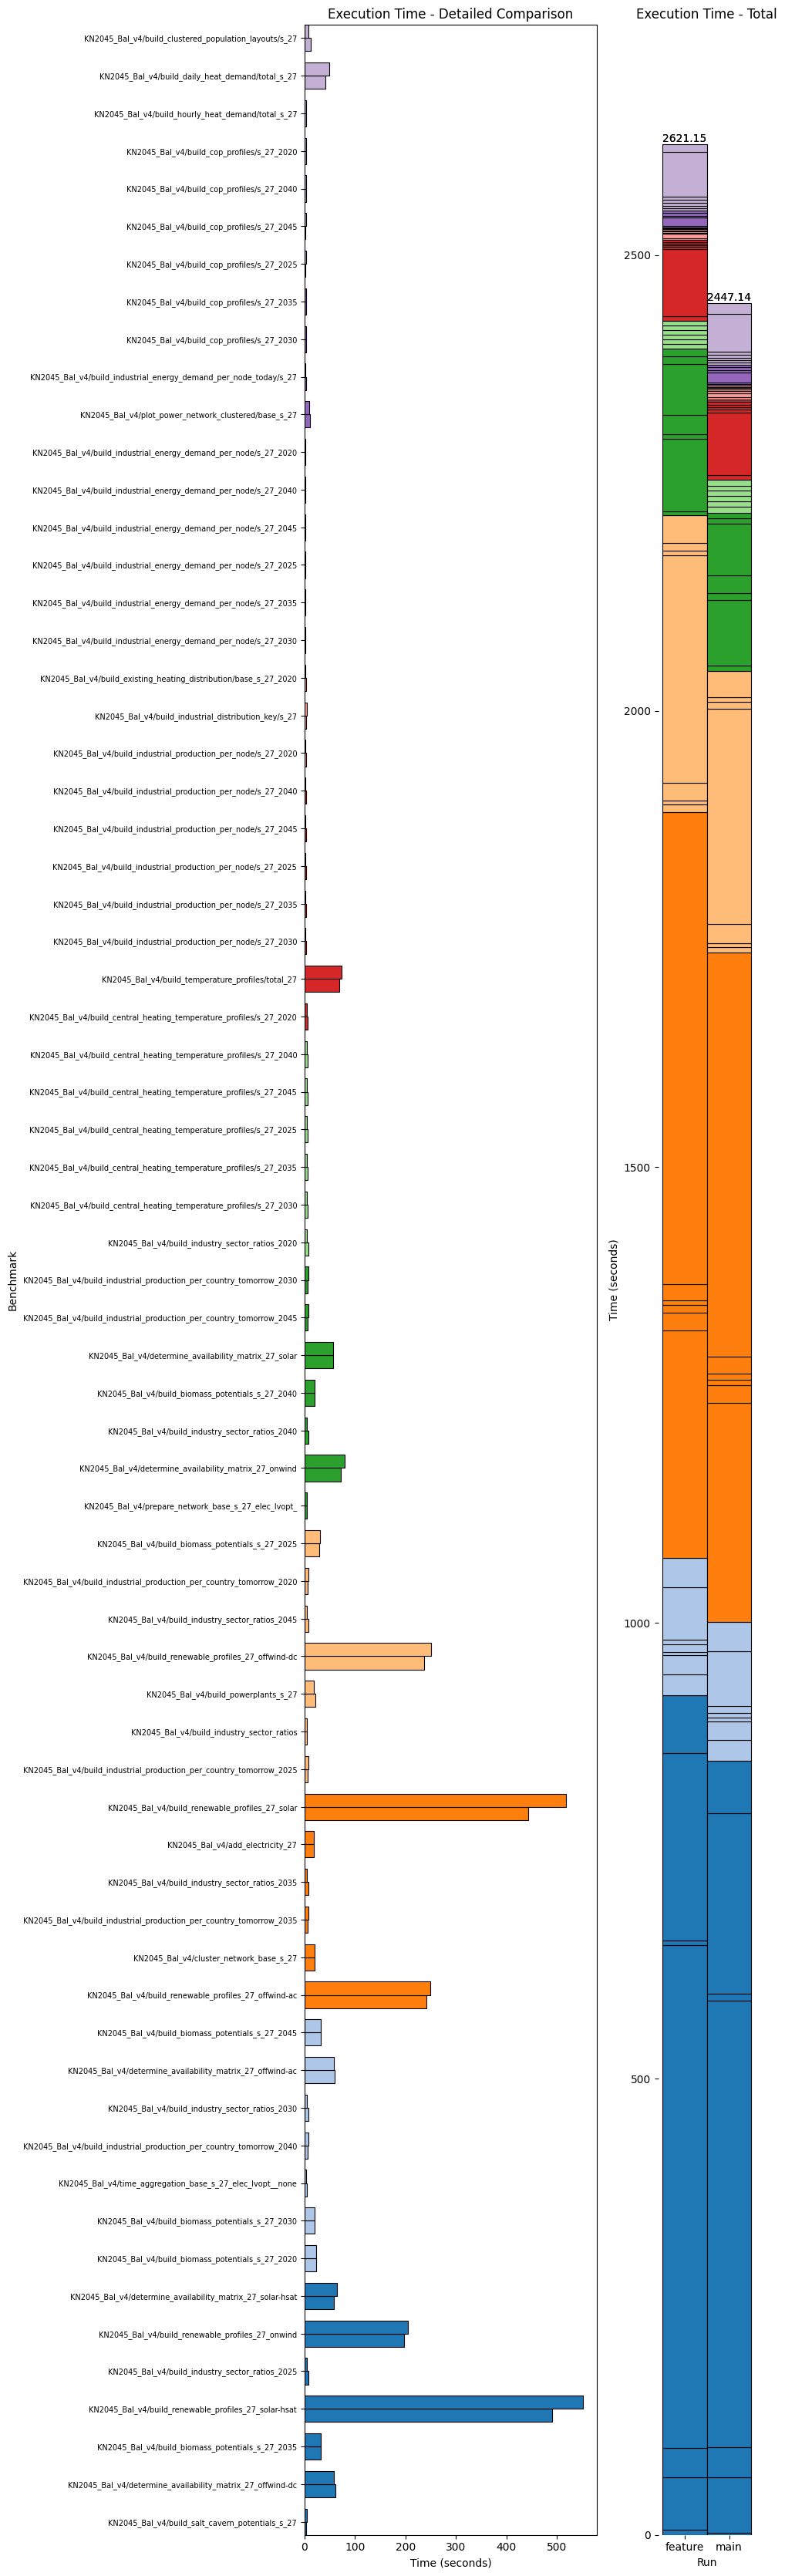 Execution Time - Detailed Comparison
Benchmark
KN2045_Bal_v4/build_clustered_population_layouts/s_27
KN2045_Bal_v4/build_daily_heat_demand/total_s_27
KN2045_Bal_v4/build_hourly_heat_demand/total_s_27
KN2045_Bal_v4/build_cop_profiles/s_27_2020
KN2045_Bal_v4/build_cop_profiles/s_27_2040
KN2045_Bal_v4/build_cop_profiles/s_27_2045
KN2045_Bal_v4/build_cop_profiles/s_27_2025
KN2045_Bal_v4/build_cop_profiles/s_27_2035
KN2045_Bal_v4/build_cop_profiles/s_27_2030
KN2045_Bal_v4/build_industrial_energy_demand_per_node_today/s_27
KN2045_Bal_v4/plot_power_network_clustered/base_s_27
KN2045_Bal_v4/build_industrial_energy_demand_per_node/s_27_2020
KN2045_Bal_v4/build_industrial_energy_demand_per_node/s_27_2040
KN2045_Bal_v4/build_industrial_energy_demand_per_node/s_27_2045
KN2045_Bal_v4/build_industrial_energy_demand_per_node/s_27_2025
KN2045_Bal_v4/build_industrial_energy_demand_per_node/s_27_2035
KN2045_Bal_v4/build_industrial_energy_demand_per_node/s_27_2030
KN2045_Bal_v4/build_existing_heating_distribution/base_s_27_2020
KN2045_Bal_v4/build_industrial_distribution_key/s_27
KN2045_Bal_v4/build_industrial_production_per_node/s_27_2020
KN2045_Bal_v4/build_industrial_production_per_node/s_27_2040
KN2045_Bal_v4/build_industrial_production_per_node/s_27_2045
KN2045_Bal_v4/build_industrial_production_per_node/s_27_2025
KN2045_Bal_v4/build_industrial_production_per_node/s_27_2035
KN2045_Bal_v4/build_industrial_production_per_node/s_27_2030
KN2045_Bal_v4/build_temperature_profiles/total_27
KN2045_Bal_v4/build_central_heating_temperature_profiles/s_27_2020
KN2045_Bal_v4/build_central_heating_temperature_profiles/s_27_2040
KN2045_Bal_v4/build_central_heating_temperature_profiles/s_27_2045
KN2045_Bal_v4/build_central_heating_temperature_profiles/s_27_2025
KN2045_Bal_v4/build_central_heating_temperature_profiles/s_27_2035
KN2045_Bal_v4/build_central_heating_temperature_profiles/s_27_2030
KN2045_Bal_v4/build_industry_sector_ratios_2020
KN2045_Bal_v4/build_industrial_production_per_country_tomorrow_2030
KN2045_Bal_v4/build_industrial_production_per_country_tomorrow_2045
KN2045_Bal_v4/determine_availability_matrix_27_solar
KN2045_Bal_v4/build_biomass_potentials_s_27_2040
KN2045_Bal_v4/build_industry_sector_ratios_2040
KN2045_Bal_v4/determine_availability_matrix_27_onwind
KN2045_Bal_v4/prepare_network_base_s_27_elec_lvopt_
KN2045_Bal_v4/build_biomass_potentials_s_27_2025
KN2045_Bal_v4/build_industrial_production_per_country_tomorrow_2020
KN2045_Bal_v4/build_industry_sector_ratios_2045
KN2045_Bal_v4/build_renewable_profiles_27_offwind-dc
KN2045_Bal_v4/build_powerplants_s_27
KN2045_Bal_v4/build_industry_sector_ratios
KN2045_Bal_v4/build_industrial_production_per_country_tomorrow_2025
KN2045_Bal_v4/build_renewable_profiles_27_solar
KN2045_Bal_v4/add_electricity_27
KN2045_Bal_v4/build_industry_sector_ratios_2035
KN2045_Bal_v4/build_industrial_production_per_country_tomorrow_2035
KN2045_Bal_v4/cluster_network_base_s_27
KN2045_Bal_v4/build_renewable_profiles_27_offwind-ac
KN2045_Bal_v4/build_biomass_potentials_s_27_2045
KN2045_Bal_v4/determine_availability_matrix_27_offwind-ac
KN2045_Bal_v4/build_industry_sector_ratios_2030
KN2045_Bal_v4/build_industrial_production_per_country_tomorrow_2040
KN2045_Bal_v4/time_aggregation_base_s_27_elec_lvopt__none
KN2045_Bal_v4/build_biomass_potentials_s_27_2030
KN2045_Bal_v4/build_biomass_potentials_s_27_2020
KN2045_Bal_v4/determine_availability_matrix_27_solar-hsat
KN2045_Bal_v4/build_renewable_profiles_27_onwind
KN2045_Bal_v4/build_industry_sector_ratios_2025
KN2045_Bal_v4/build_renewable_profiles_27_solar-hsat
KN2045_Bal_v4/build_biomass_potentials_s_27_2035
KN2045_Bal_v4/determine_availability_matrix_27_offwind-dc
KN2045_Bal_v4/build_salt_cavern_potentials_s_27
0 100 200 300 400 500
Time (seconds)
Execution Time - Total
Time (seconds)
2621.15
2447.14
2500
2000
1500
1000
500
0
feature main
Run